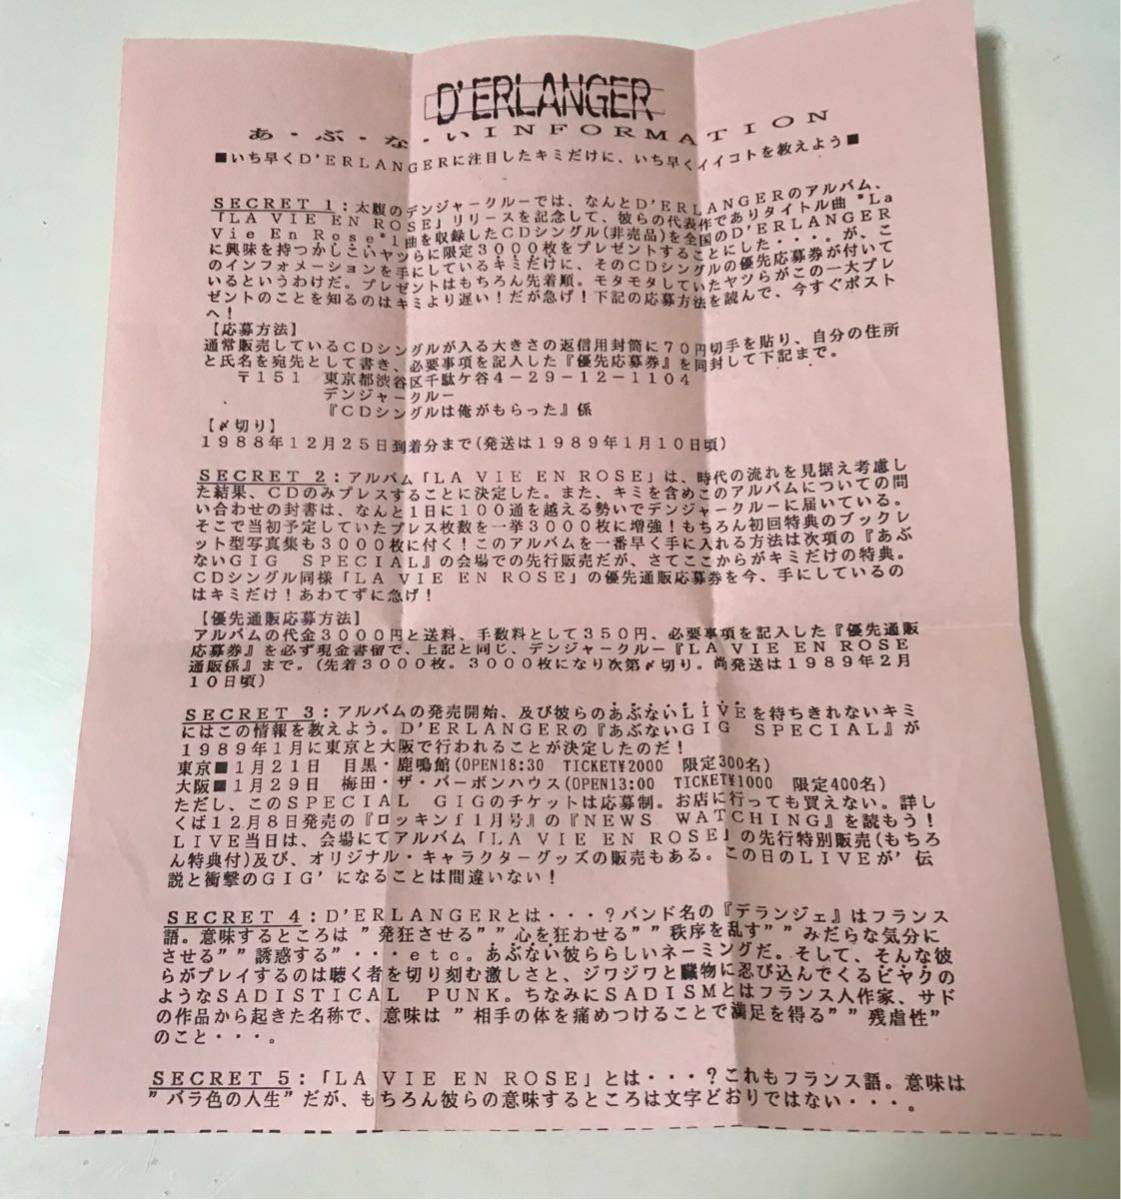 D'ERLANGER
あ・ぶ・な・いＩＮＦＯＲＭＡＴＩＯＮ
■いち早くＤ’ＥＲＬＡＮＧＥＲに注目したキミだけに、いち早くイイコトを教えよう■
ＳＥＣＲＥＴ １：太腹のデンジャークルーでは、なんとＤ’ＥＲＬＡＮＧＥＲのアルバム、
「ＬＡ ＶＩＥ ＥＮ ＲＯＳＥ」リリースを記念して、彼らの代表作でありタイトル曲 "Ｌａ
Ｖｉｅ Ｅｎ Ｒｏｓｅ"１曲を収録したＣＤシングル(非売品)を全国のＤ’ＥＲＬＡＮＧＥＲ
に興味を持つかしこいヤツらに限定３０００枚をプレゼントすることにした・・・。が、こ
のインフォメーションを手にしているキミだけに、そのＣＤシングルの優先応募券が付いて
いるというわけだ。プレゼントはもちろん先着順。モタモタしていたヤツらがこの一大プレ
ゼントのことを知るのはキミより遅い！だが急げ！下記の応募方法を読んで、今すぐポスト
へ！
【応募方法】
通常販売しているＣＤシングルが入る大きさの返信用封筒に７０円切手を貼り、自分の住所
と氏名を宛先として書き、必要事項を記入した『優先応募券』を同封して下記まで。
〒１５１　東京都渋谷区千駄ケ谷４－２９－１２－１１０４
デンジャークルー
『ＣＤシングルは俺がもらった』係
【〆切り】
１９８８年１２月２５日到着分まで(発送は１９８９年１月１０日頃)
ＳＥＣＲＥＴ ２：アルバム「ＬＡ ＶＩＥ ＥＮ ＲＯＳＥ」は、時代の流れを見据え考慮し
た結果、ＣＤのみプレスすることに決定した。また、キミを含めこのアルバムについての問
い合わせの封書は、なんと１日に１００通を越える勢いでデンジャークルーに届いている。
そこで当初予定していたプレス枚数を一挙３０００枚に増強！もちろん初回特典のブックレ
ット型写真集も３０００枚に付く！このアルバムを一番早く手に入れる方法は次項の『あぶ
ないＧＩＧ　ＳＰＥＣＩＡＬ』の会場での先行販売だが、さてここからがキミだけの特典。
ＣＤシングル同様「ＬＡ ＶＩＥ ＥＮ ＲＯＳＥ」の優先通販応募券を今、手にしているの
はキミだけ！あわてずに急げ！
【優先通販応募方法】
アルバムの代金３０００円と送料、手数料として３５０円、必要事項を記入した『優先通販
応募券』を必ず現金書留で、上記と同じ、デンジャークルー『ＬＡ ＶＩＥ ＥＮ ＲＯＳＥ
通販係』まで。(先着３０００枚。３０００枚になり次第〆切り。尚発送は１９８９年２月
１０日頃)
ＳＥＣＲＥＴ ３：アルバムの発売開始、及び彼らのあぶないＬＩＶＥを待ちきれないキミ
にはこの情報を教えよう。Ｄ’ＥＲＬＡＮＧＥＲの『あぶないＧＩＧ　ＳＰＥＣＩＡＬ』が
１９８９年１月に東京と大阪で行われることが決定したのだ！
東京■１月２１日　目黒・鹿鳴館(OPEN18:30　TICKET¥2000　限定300名)
大阪■１月２９日　梅田・ザ・バーボンハウス(OPEN13:00　TICKET¥1000　限定400名)
ただし、このＳＰＥＣＩＡＬ　ＧＩＧのチケットは応募制。お店に行っても買えない。詳し
くば１２月８日発売の『ロッキンｆ１月号』の『ＮＥＷＳ　ＷＡＴＣＨＩＮＧ』を読もう！
ＬＩＶＥ当日は、会場にてアルバム「ＬＡ ＶＩＥ ＥＮ ＲＯＳＥ」の先行特別販売(もちろ
ん特典付)及び、オリジナル・キャラクターグッズの販売もある。この日のＬＩＶＥが’伝
説と衝撃のＧＩＧ’になることは間違いない！
ＳＥＣＲＥＴ ４：Ｄ’ＥＲＬＡＮＧＥＲとは・・・？バンド名の『デランジェ』はフランス
語。意味するところは ”発狂させる””心を狂わせる””秩序を乱す””みだらな気分に
させる””誘惑する”・・・ｅｔｃ．あぶない彼らしいネーミングだ。そして、そんな彼
らがプレイするのは聴く者を切り刻む激しさと、ジワジワと臓物に忍び込んでくるビヤクの
ようなＳＡＤＩＳＴＩＣＡＬ　ＰＵＮＫ。ちなみにＳＡＤＩＳＭとはフランス人作家、サド
の作品から起きた名称で、意味は ”相手の体を痛めつけることで満足を得る””残虐性”
のこと・・・。
ＳＥＣＲＥＴ ５：「ＬＡ ＶＩＥ ＥＮ ＲＯＳＥ」とは・・・？これもフランス語。意味は
”バラ色の人生”だが、もちろん彼らの意味するところは文字どおりではない・・・。